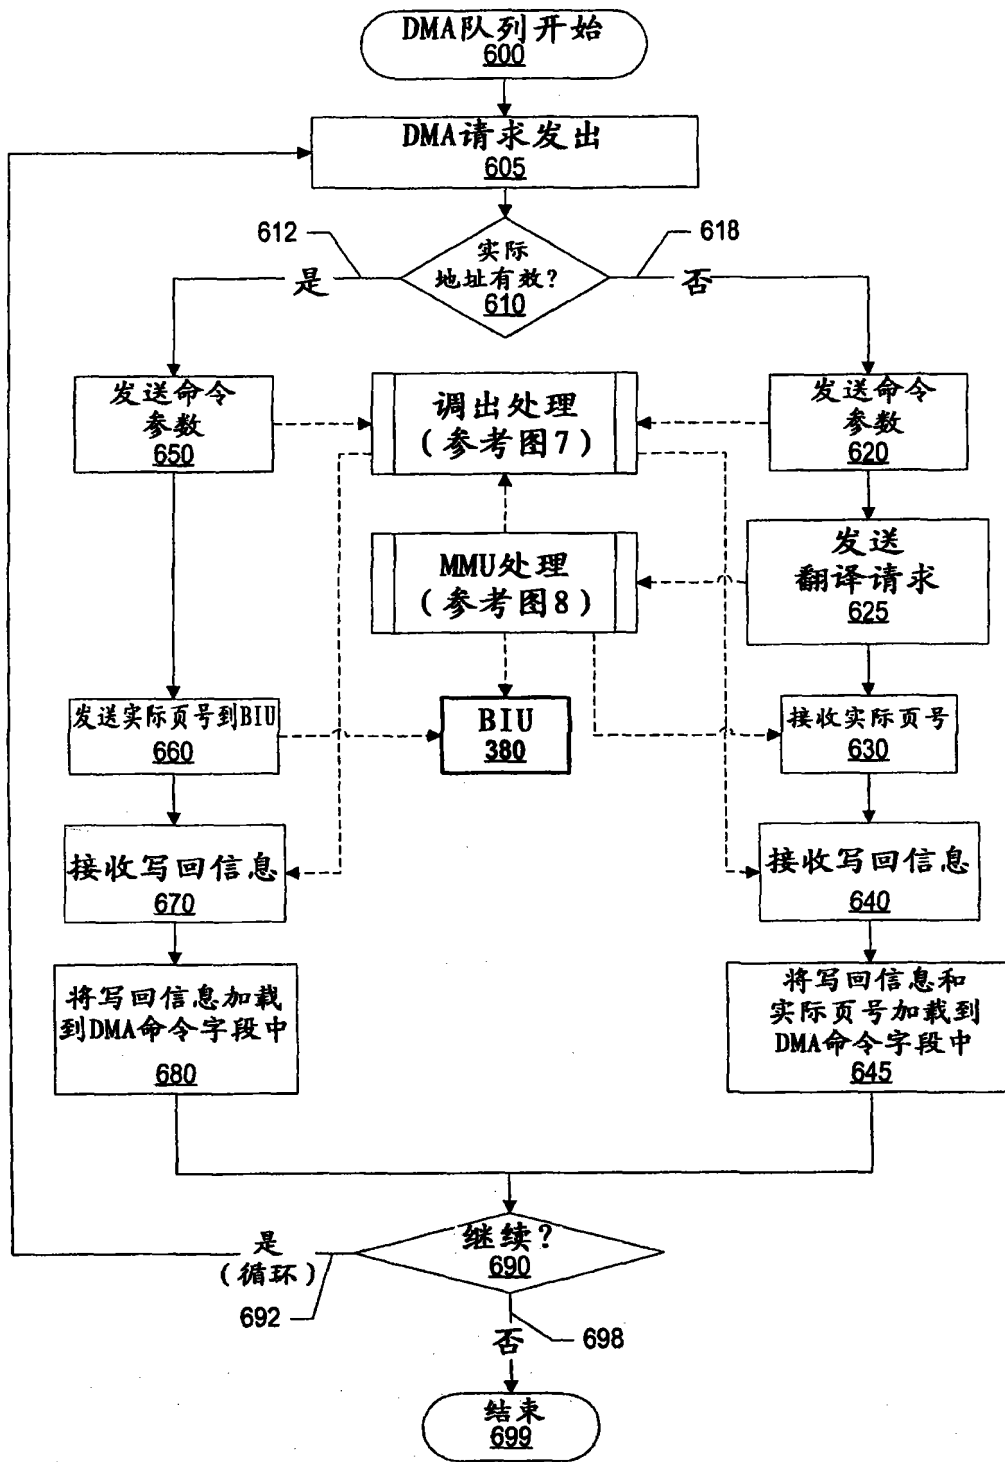 DMA队列开始
600
DMA请求发出
605
612
618
实际
地址有效?
610
是
否
发送命令
参数
650
调出处理
(参考图7)
发送命令
参数
620
MMU处理
(参考图8)
发送
翻译请求
625
发送实际页号到BIU
660
BIU
380
接收实际页号
630
接收写回信息
670
接收写回信息
640
将写回信息加载
到DMA命令字段中
680
将写回信息和
实际页号加载到
DMA命令字段中
645
继续?
690
是
(循环)
692
698
否
结束
699